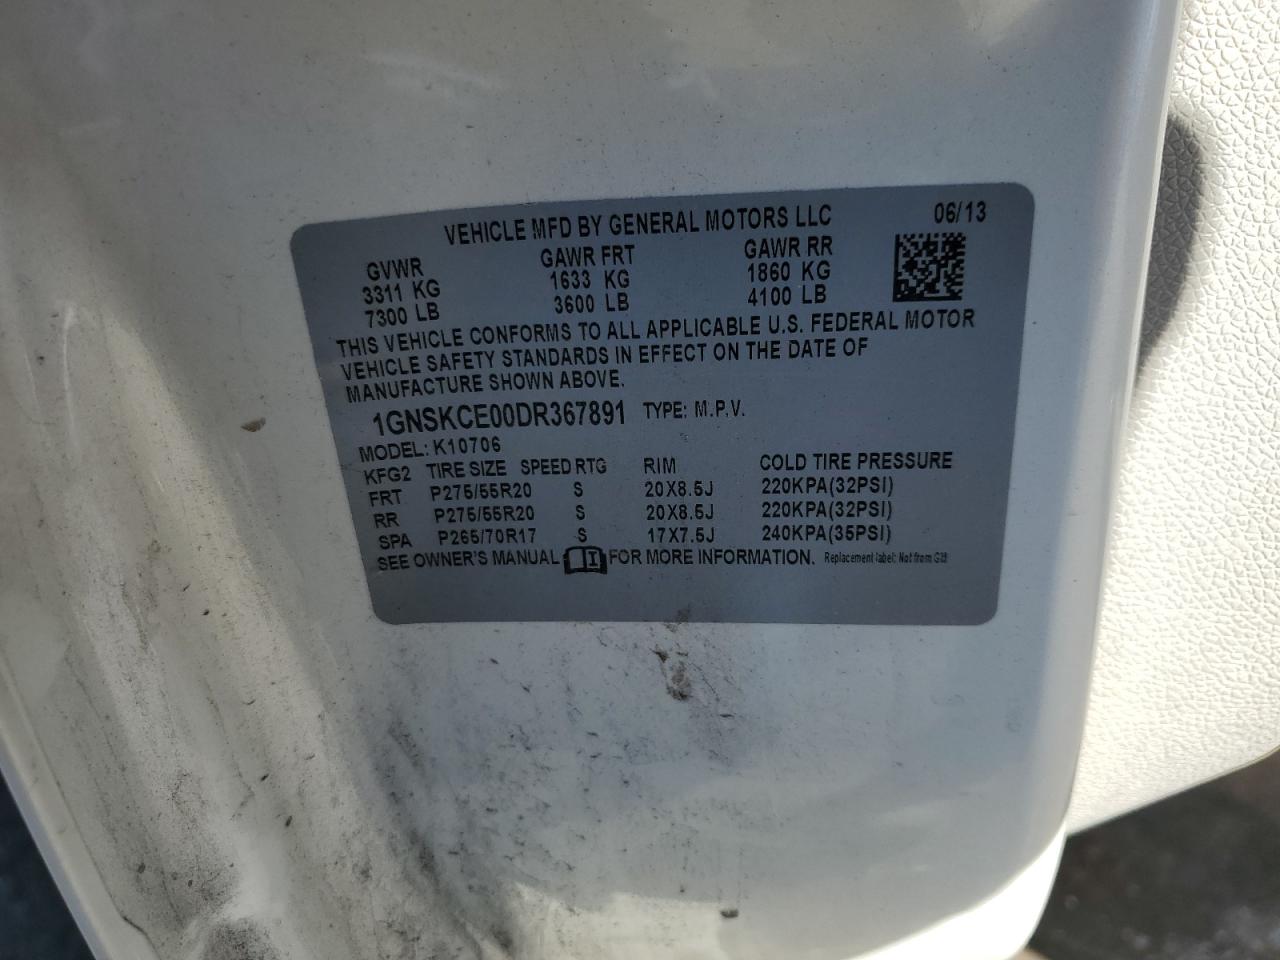 VEHICLE MFD BY GENERAL MOTORS LLC 06/13
GVWR GAWR FRT GAWR RR
3311 KG 1633 KG 1860 KG
7300 LB 3600 LB 4100 LB
THIS VEHICLE CONFORMS TO ALL APPLICABLE U.S. FEDERAL MOTOR
VEHICLE SAFETY STANDARDS IN EFFECT ON THE DATE OF
MANUFACTURE SHOWN ABOVE.
1GNSKCE00DR367891 TYPE: M.P.V.
MODEL: K10706
KFG2 TIRE SIZE SPEED RTG RIM COLD TIRE PRESSURE
FRT P275/55R20 S 20X8.5J 220KPA(32PSI)
RR P275/55R20 S 20X8.5J 220KPA(32PSI)
SPA P265/70R17 S 17X7.5J 240KPA(35PSI)
SEE OWNER'S MANUAL FOR MORE INFORMATION. Replacement label: Not from